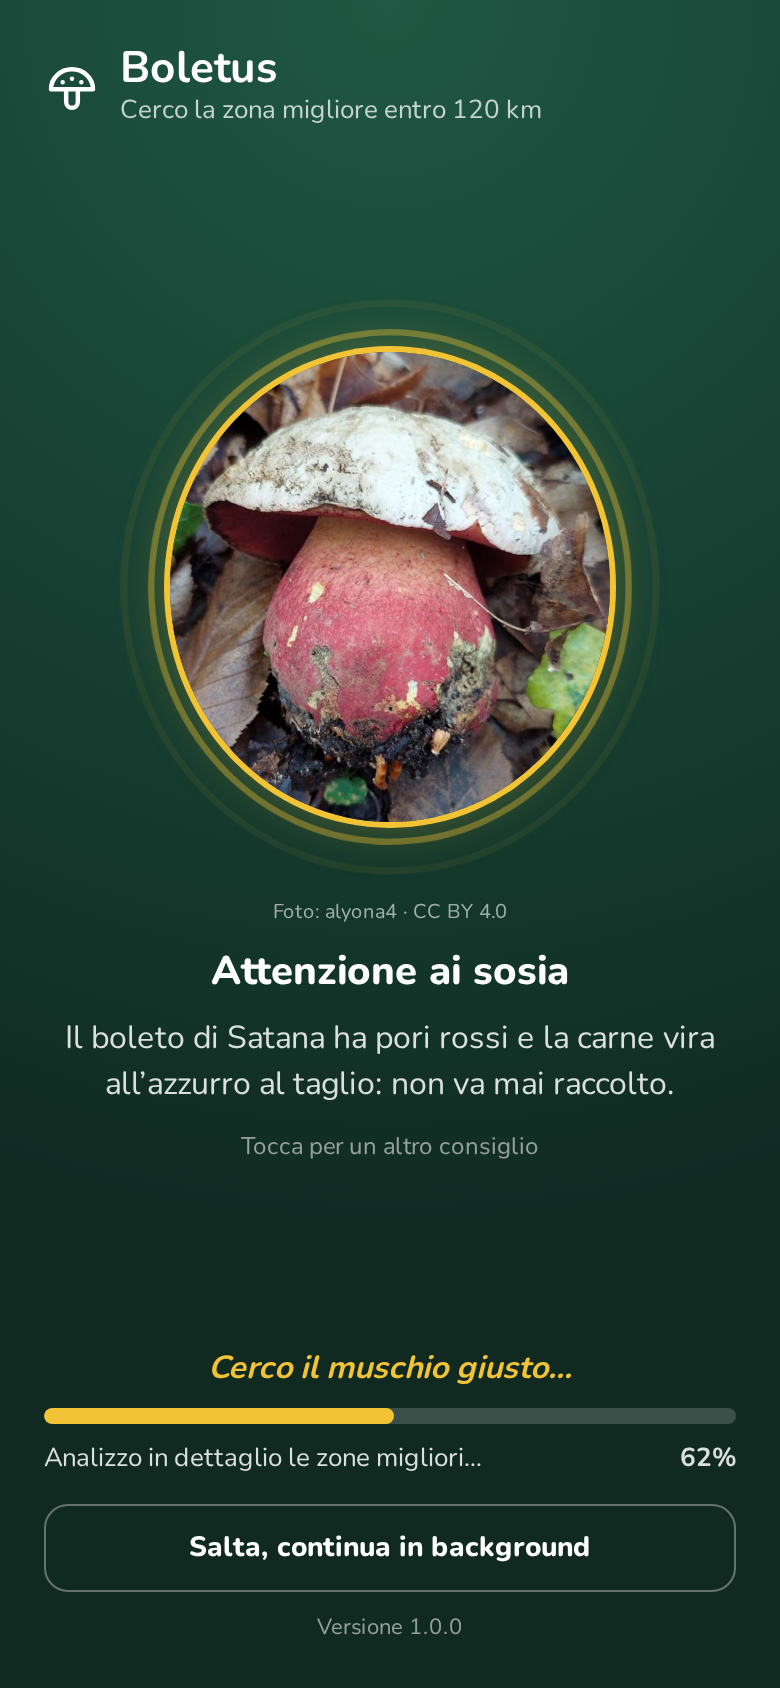 Boletus
Cerco la zona migliore entro 120 km
Foto: alyona4 · CC BY 4.0
Attenzione ai sosia
Il boleto di Satana ha pori rossi e la carne vira
all’azzurro al taglio: non va mai raccolto.
Tocca per un altro consiglio
Cerco il muschio giusto...
Analizzo in dettaglio le zone migliori...
62%
Salta, continua in background
Versione 1.0.0